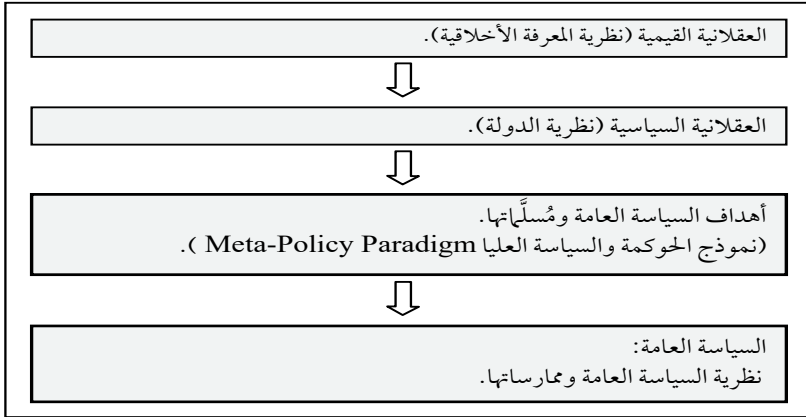 العقلانية القيمية (نظرية المعرفة الأخلاقية).
العقلانية السياسية (نظرية الدولة).
أهداف السياسة العامة ومُسلَّماتها.
(نموذج الحوكمة والسياسة العليا Meta-Policy Paradigm ).
السياسة العامة:
نظرية السياسة العامة وممارساتها.